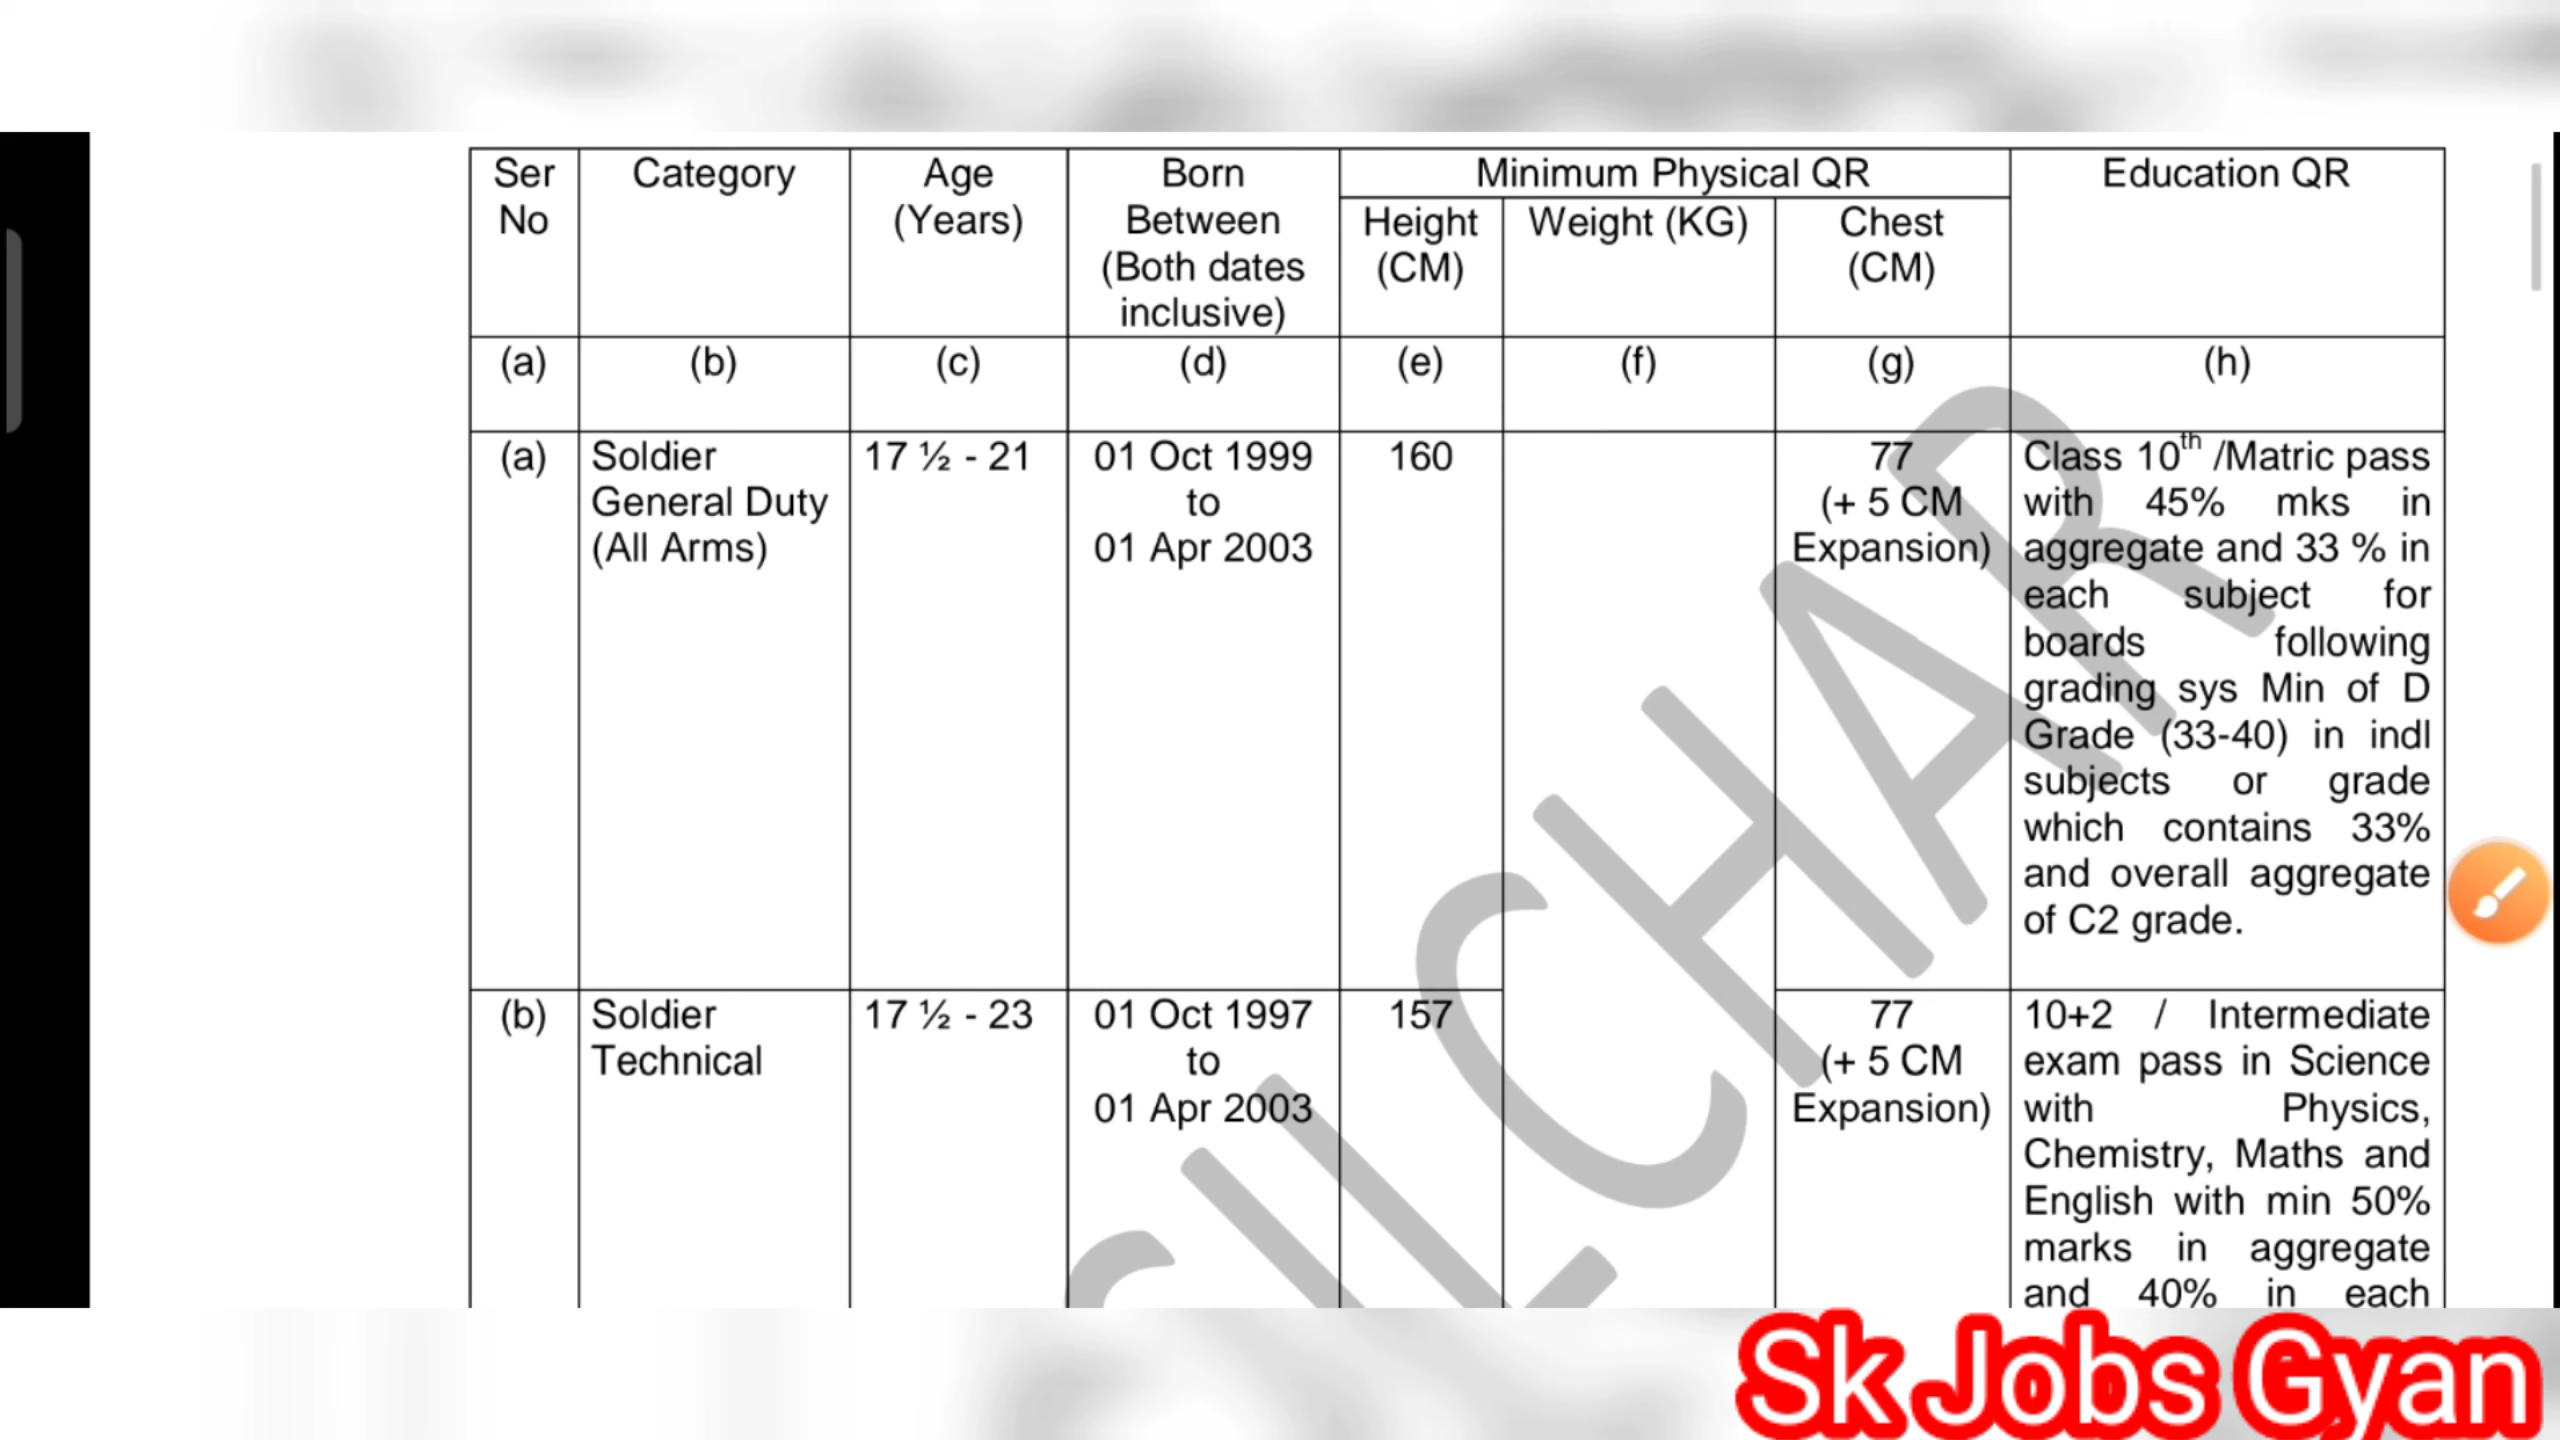 Ser No
Category
Age (Years)
Born Between (Both dates inclusive)
Minimum Physical QR
Education QR
Height (CM)
Weight (KG)
Chest (CM)
(a)
(b)
(c)
(d)
(e)
(f)
(g)
(h)
(a)
Soldier
General Duty
(All Arms)
17 ½ - 21
01 Oct 1999
to
01 Apr 2003
160
77
(+ 5 CM
Expansion)
Class 10th /Matric pass
with 45% mks in
aggregate and 33 % in
each subject for
boards following
grading sys Min of D
Grade (33-40) in indl
subjects or grade
which contains 33%
and overall aggregate
of C2 grade.
(b)
Soldier
Technical
17 ½ - 23
01 Oct 1997
to
01 Apr 2003
157
77
(+ 5 CM
Expansion)
10+2 / Intermediate
exam pass in Science
with Physics,
Chemistry, Maths and
English with min 50%
marks in aggregate
and 40% in each
SILCHAR
Sk Jobs Gyan